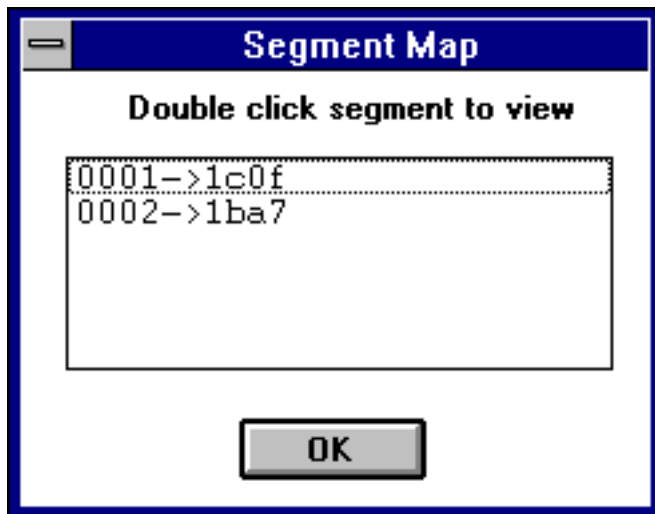 Segment Map
Double click segment to view
0001->1c0f
0002->1ba7
OK